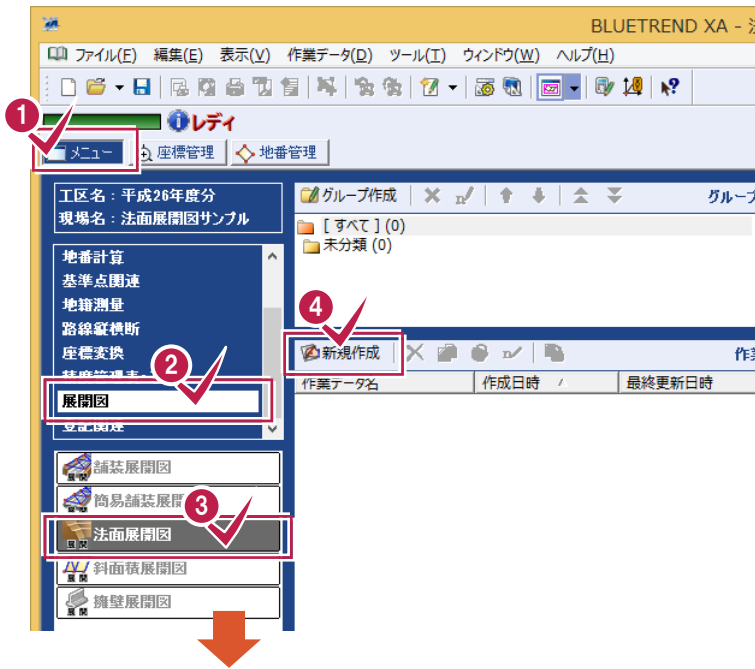 BLUETREND XA - 法
ファイル(F) 編集(E) 表示(V) 作業データ(D) ツール(T) ウィンドウ(W) ヘルプ(H)
1
レディ
メニュー 座標管理 地番管理
工区名：平成26年度分
現場名：法面展開図サンプル
グループ作成 グループ
[ すべて ] (0)
未分類 (0)
地番計算
基準点関連
地籍測量
路線縦横断
座標変換
2
展開図
登記関連
4
新規作成 作業
作業データ名 作成日時 最終更新日時
舗装展開図
簡易舗装展開
3
法面展開図
斜面積展開図
擁壁展開図